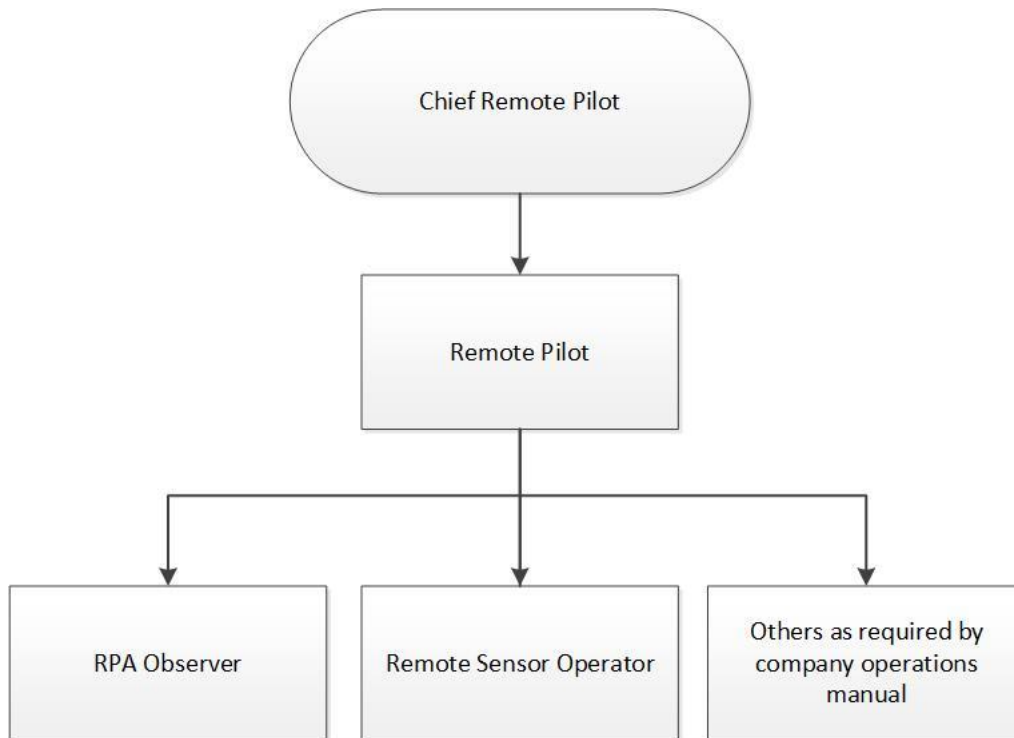 Chief Remote Pilot
Remote Pilot
RPA Observer
Remote Sensor Operator
Others as required by
company operations
manual